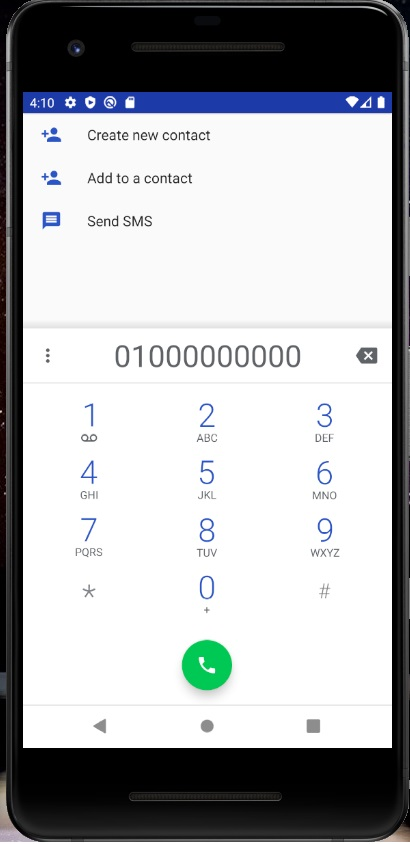 4:10
Create new contact
Add to a contact
Send SMS
01000000000
1 2 3
ABC DEF
4 5 6
GHI JKL MNO
7 8 9
PQRS TUV WXYZ
* 0 #
+